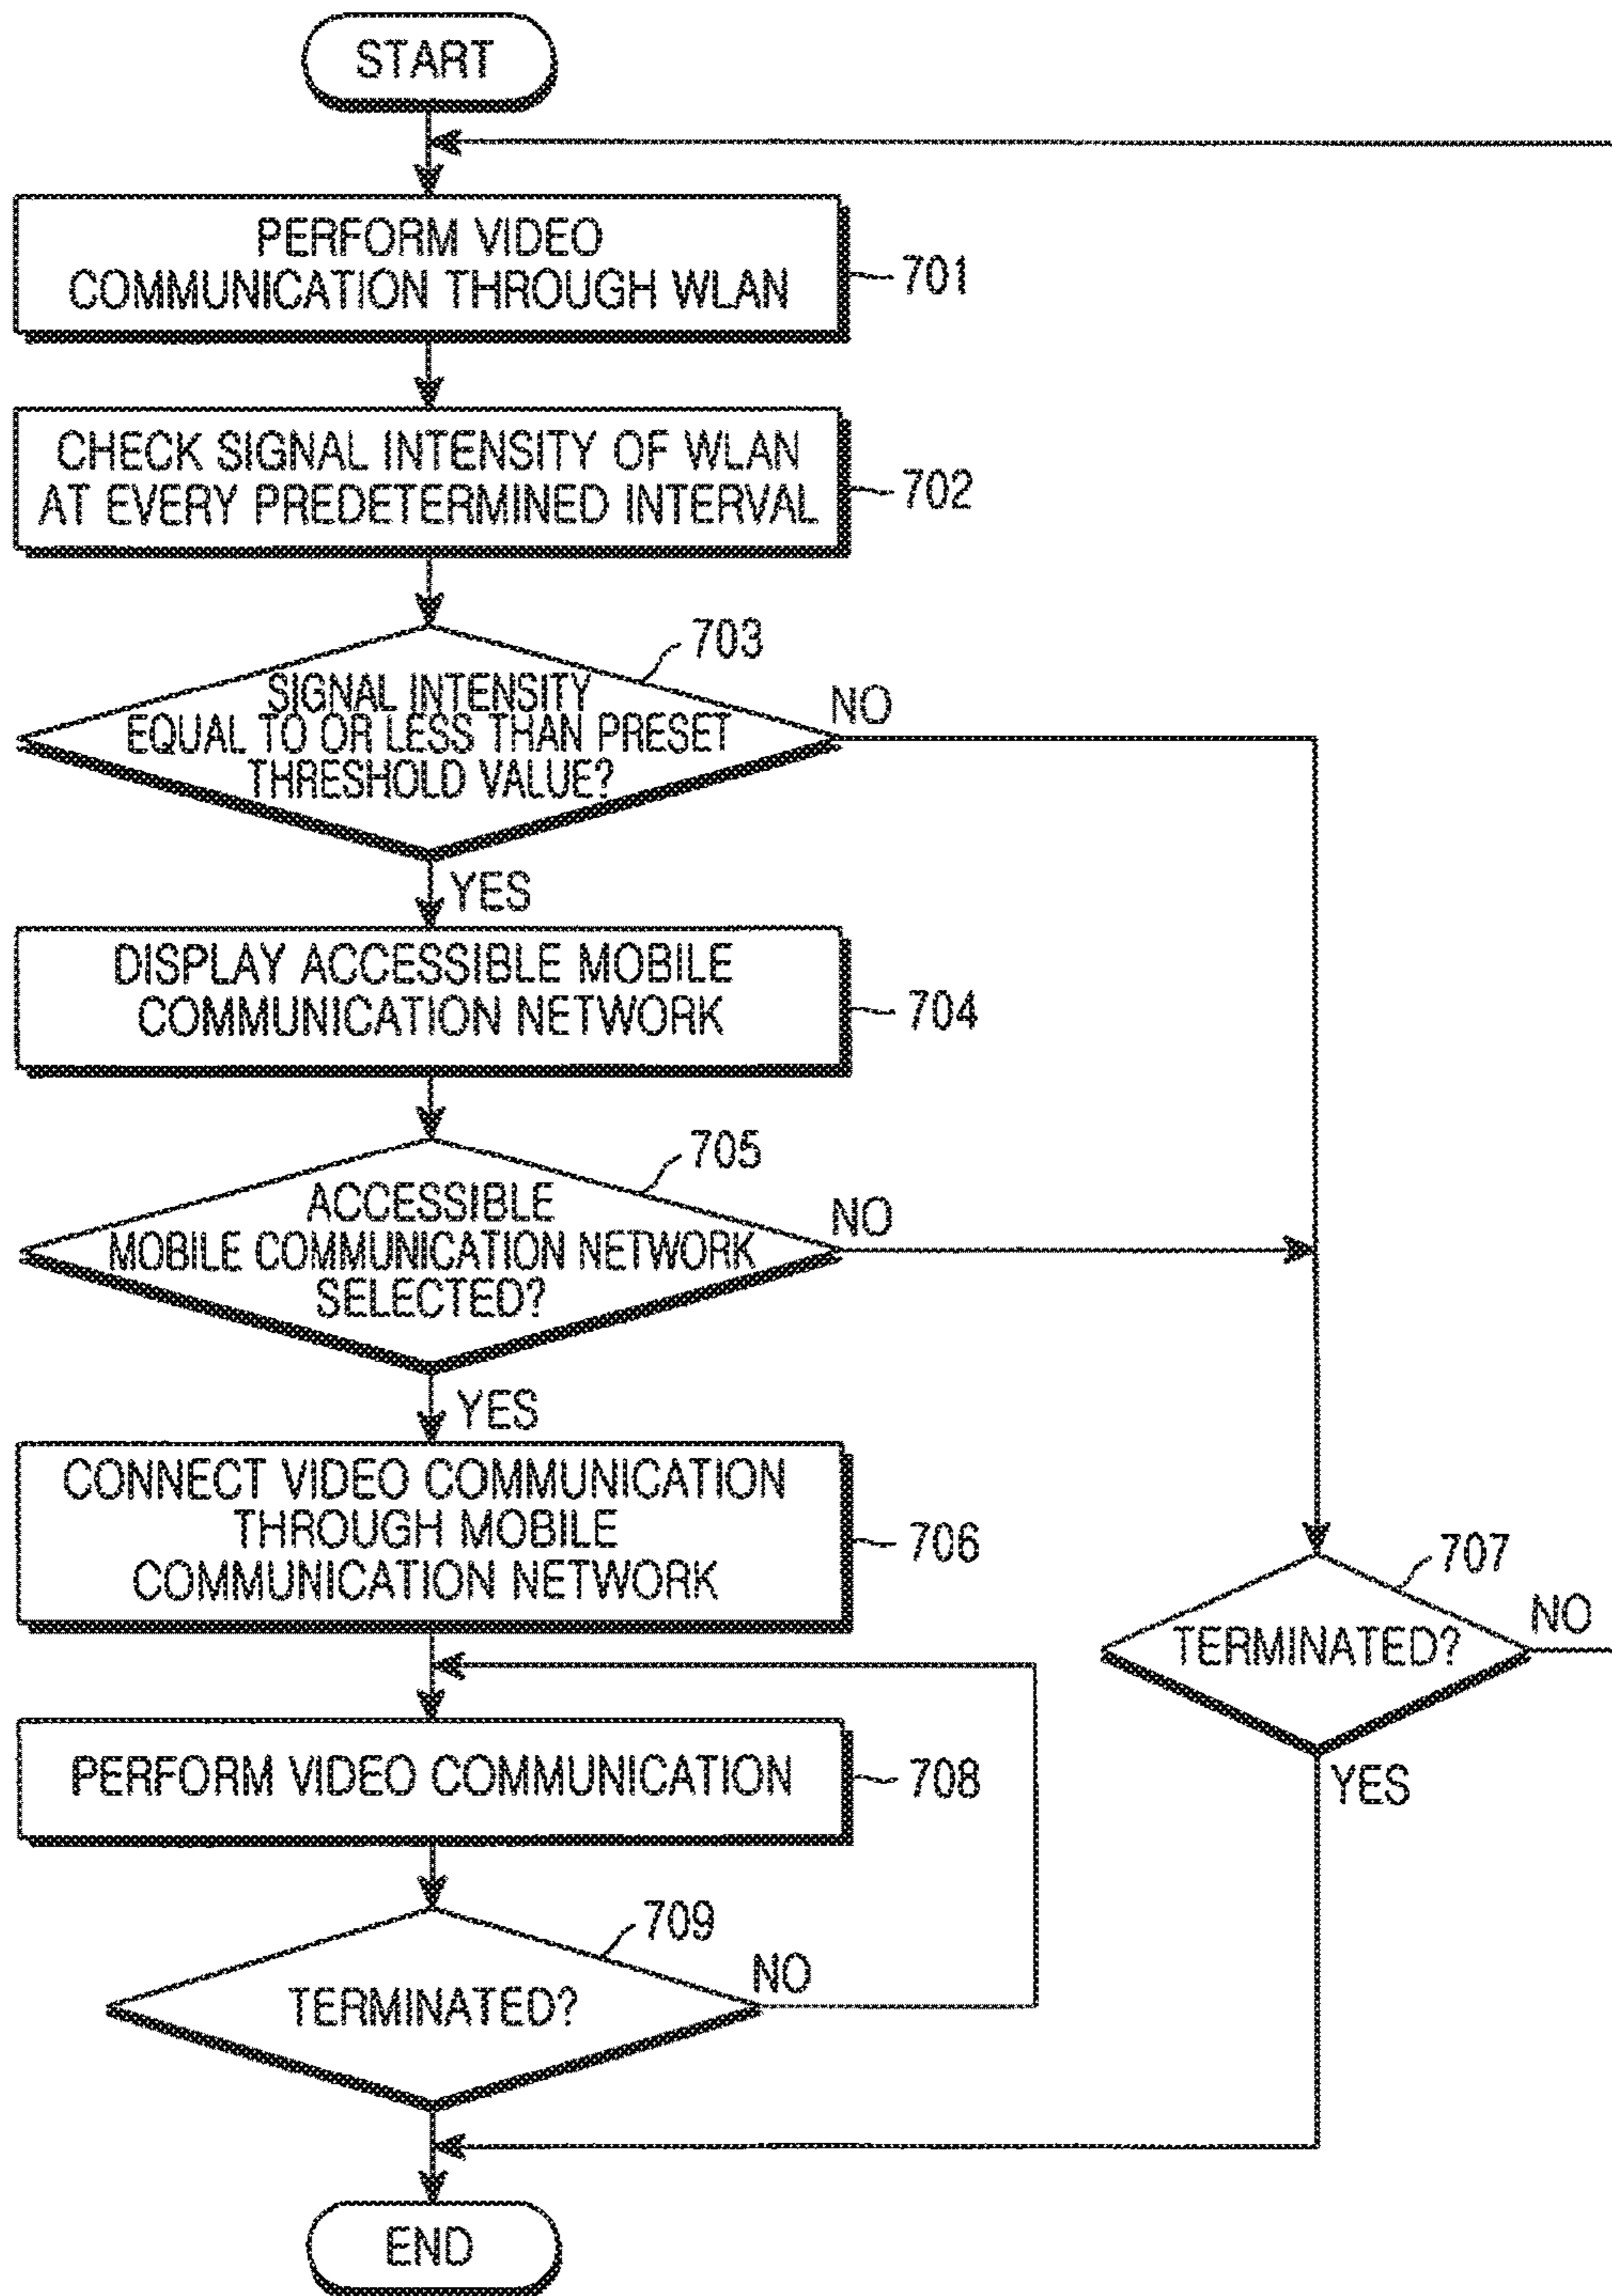 START
PERFORM VIDEO
COMMUNICATION THROUGH WLAN
701
CHECK SIGNAL INTENSITY OF WLAN
AT EVERY PREDETERMINED INTERVAL
702
703
SIGNAL INTENSITY
EQUAL TO OR LESS THAN PRESET
THRESHOLD VALUE?
NO
YES
DISPLAY ACCESSIBLE MOBILE
COMMUNICATION NETWORK
704
705
ACCESSIBLE
MOBILE COMMUNICATION NETWORK
SELECTED?
NO
YES
CONNECT VIDEO COMMUNICATION
THROUGH MOBILE
COMMUNICATION NETWORK
706
707
TERMINATED?
NO
YES
PERFORM VIDEO COMMUNICATION
708
709
TERMINATED?
NO
END